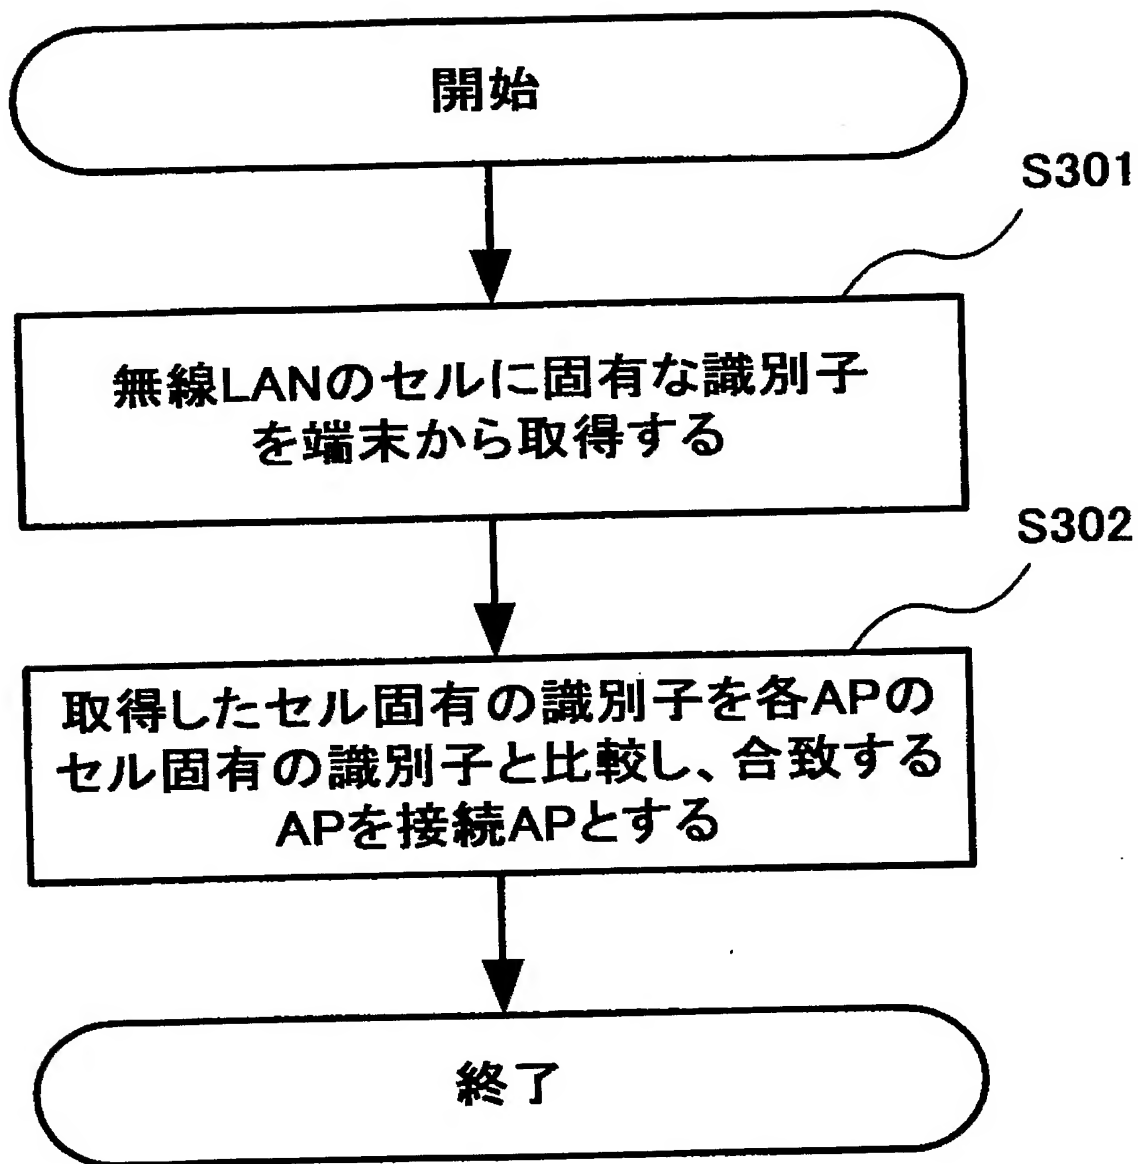 開始
S301
無線LANのセルに固有な識別子
を端末から取得する
S302
取得したセル固有の識別子を各APの
セル固有の識別子と比較し、合致する
APを接続APとする
終了